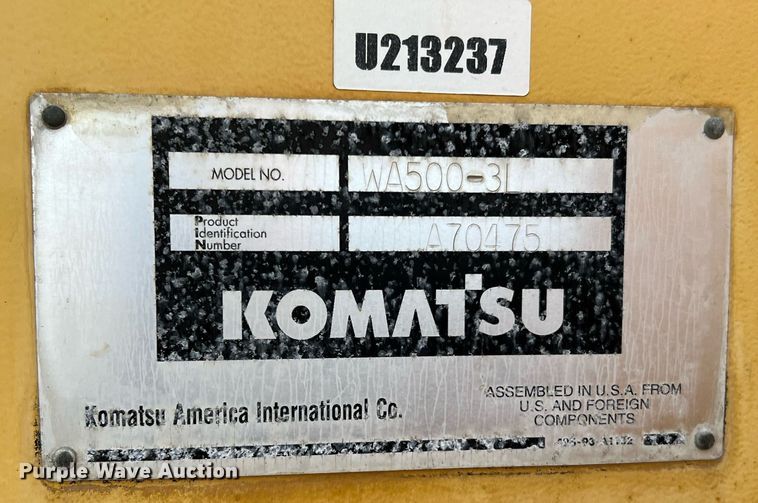 U213237
MODEL NO. WA500-3L
Product
Identification
Number A70475
KOMATSU
Komatsu America International Co.
ASSEMBLED IN U.S.A. FROM
U.S. AND FOREIGN
COMPONENTS
Purple Wave Auction